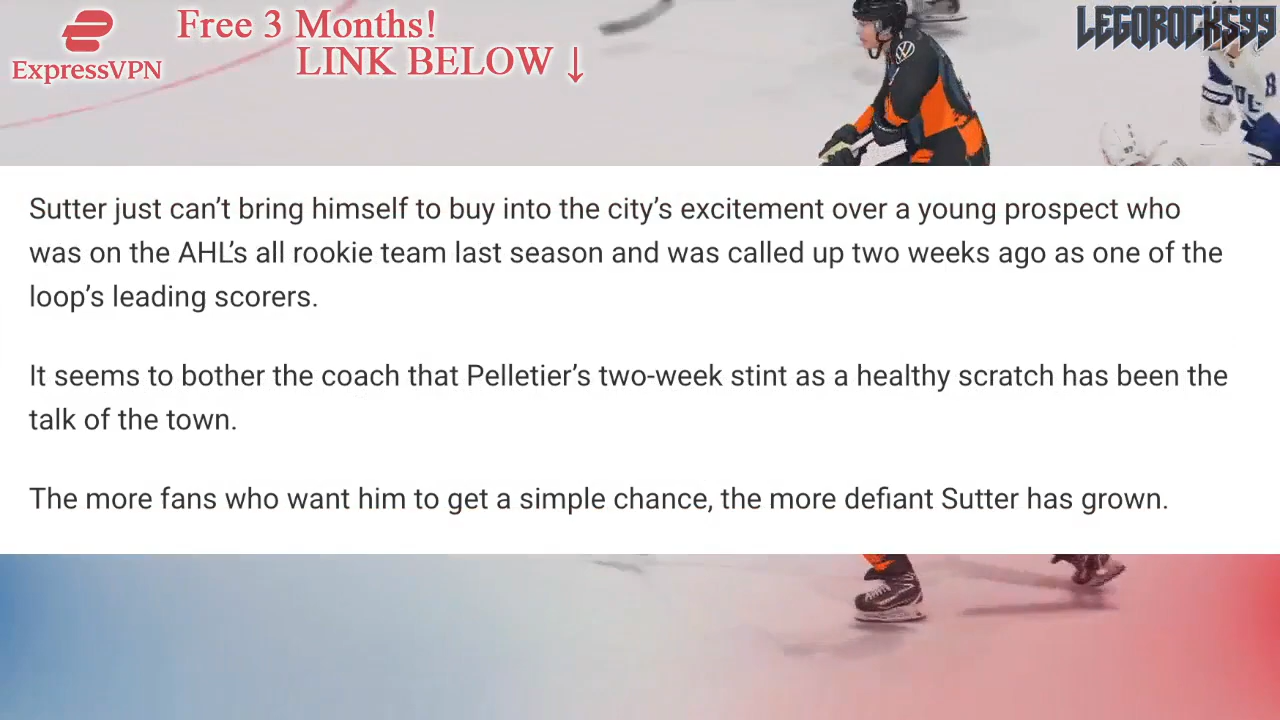 Free 3 Months!
LINK BELOW ↓
ExpressVPN
LEGOROCKS99
8
Sutter just can’t bring himself to buy into the city’s excitement over a young prospect who
was on the AHL’s all rookie team last season and was called up two weeks ago as one of the
loop’s leading scorers.
It seems to bother the coach that Pelletier’s two-week stint as a healthy scratch has been the
talk of the town.
The more fans who want him to get a simple chance, the more defiant Sutter has grown.